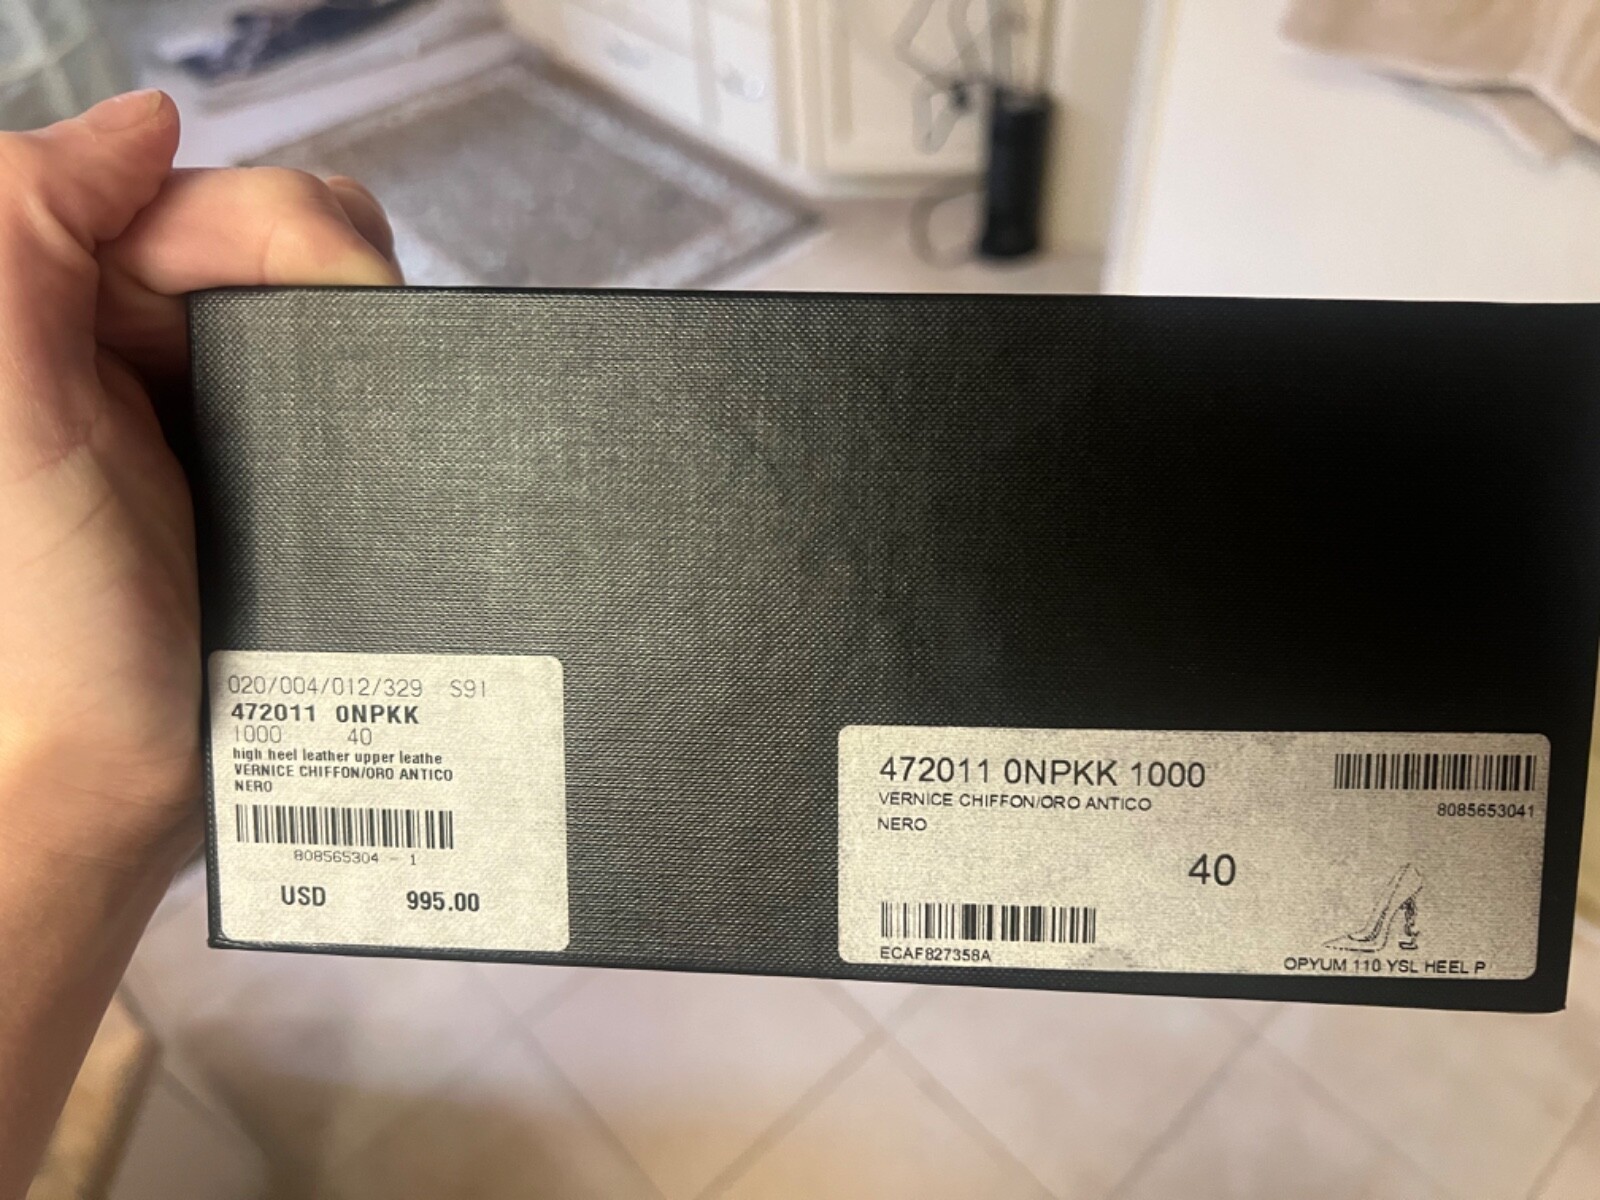 020/004/012/329 S91
472011 0NPKK
1000 40
high heel leather upper leathe
VERNICE CHIFFON/ORO ANTICO
NERO
808565304 - 1
USD 995.00
472011 0NPKK 1000
VERNICE CHIFFON/ORO ANTICO
NERO
8085653041
40
ECAF827358A
OPYUM 110 YSL HEEL P